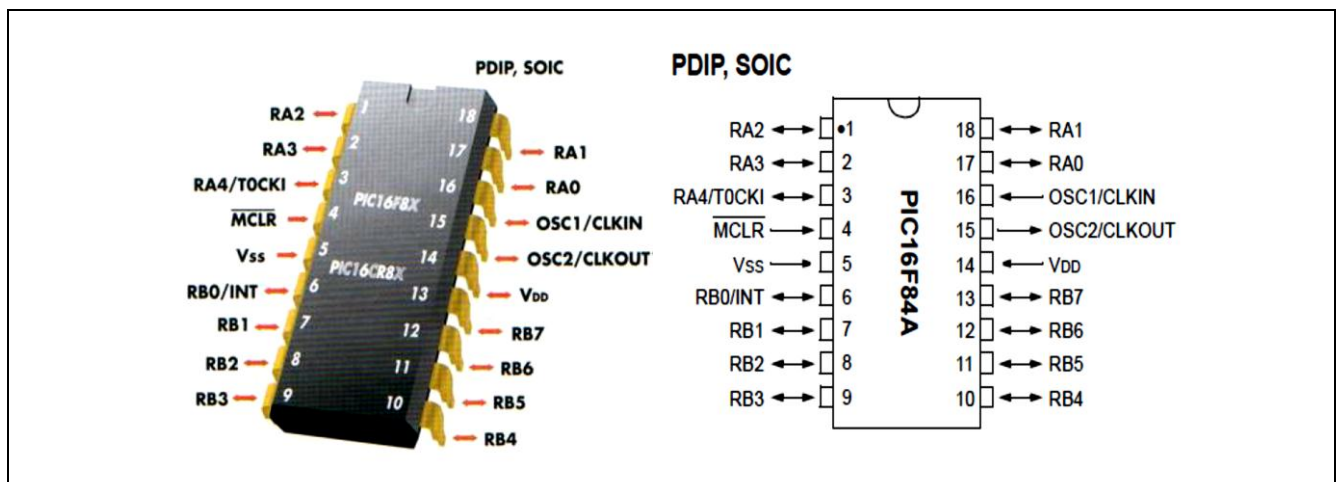 PDIP, SOIC
RA2
RA3
RA4/T0CKI
MCLR
Vss
RB0/INT
RB1
RB2
RB3
1
2
3
4
5
6
7
8
9
PIC16F8X
PIC16CR8X
18
17
16
15
14
13
12
11
10
RA1
RA0
OSC1/CLKIN
OSC2/CLKOUT
VDD
RB7
RB6
RB5
RB4
PDIP, SOIC
RA2
RA3
RA4/T0CKI
MCLR
Vss
RB0/INT
RB1
RB2
RB3
•1
2
3
4
5
6
7
8
9
PIC16F84A
18
17
16
15
14
13
12
11
10
RA1
RA0
OSC1/CLKIN
OSC2/CLKOUT
VDD
RB7
RB6
RB5
RB4